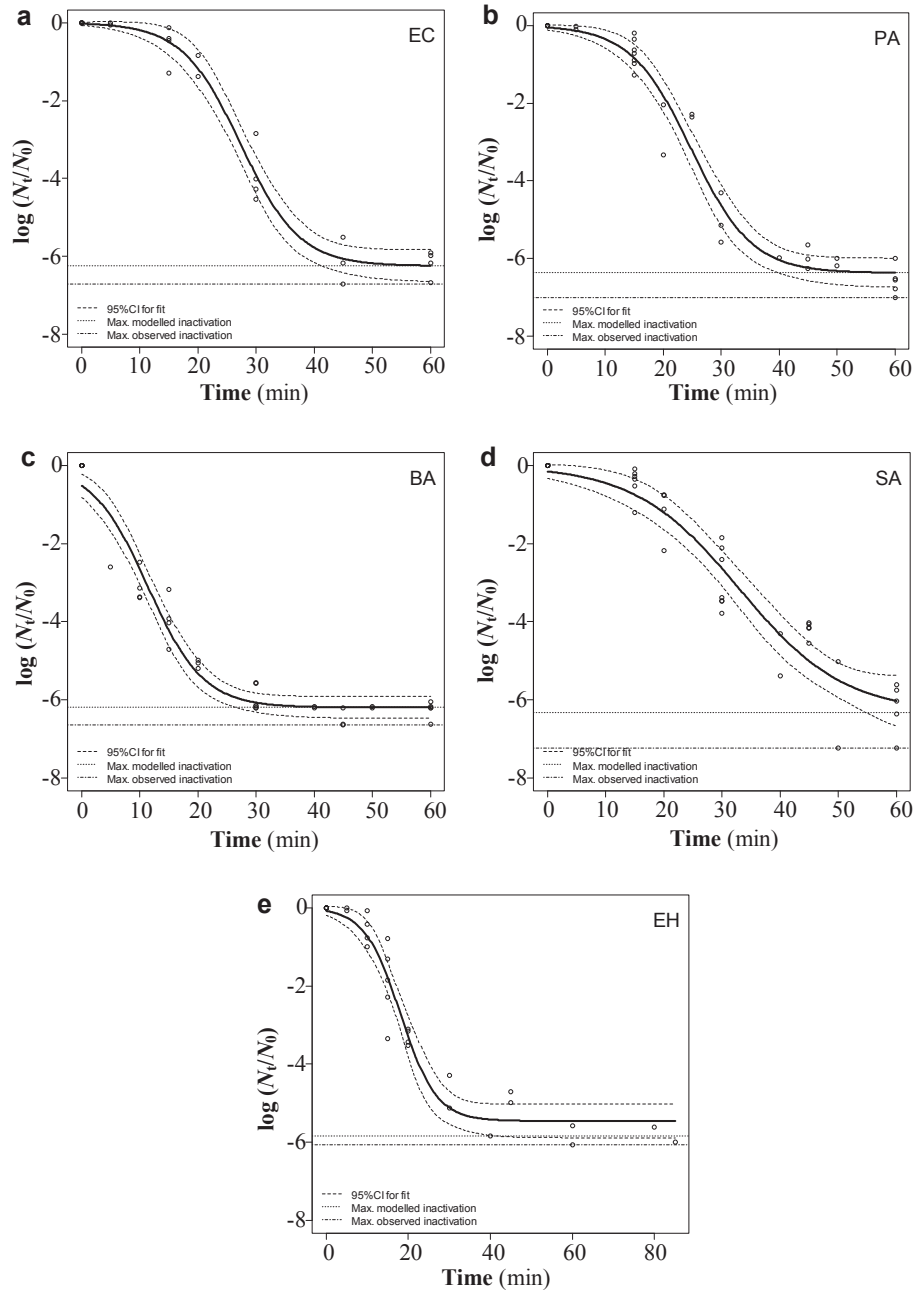 a
EC
0
-2
-4
-6
-8
log (Nt/N0)
95%CI for fit
Max. modelled inactivation
Max. observed inactivation
0 10 20 30 40 50 60
Time (min)
b
PA
0
-2
-4
-6
-8
log (Nt/N0)
95%CI for fit
Max. modelled inactivation
Max. observed inactivation
0 10 20 30 40 50 60
Time (min)
c
BA
0
-2
-4
-6
-8
log (Nt/N0)
95%CI for fit
Max. modelled inactivation
Max. observed inactivation
0 10 20 30 40 50 60
Time (min)
d
SA
0
-2
-4
-6
-8
log (Nt/N0)
95%CI for fit
Max. modelled inactivation
Max. observed inactivation
0 10 20 30 40 50 60
Time (min)
e
EH
0
-2
-4
-6
-8
log (Nt/N0)
95%CI for fit
Max. modelled inactivation
Max. observed inactivation
0 20 40 60 80
Time (min)